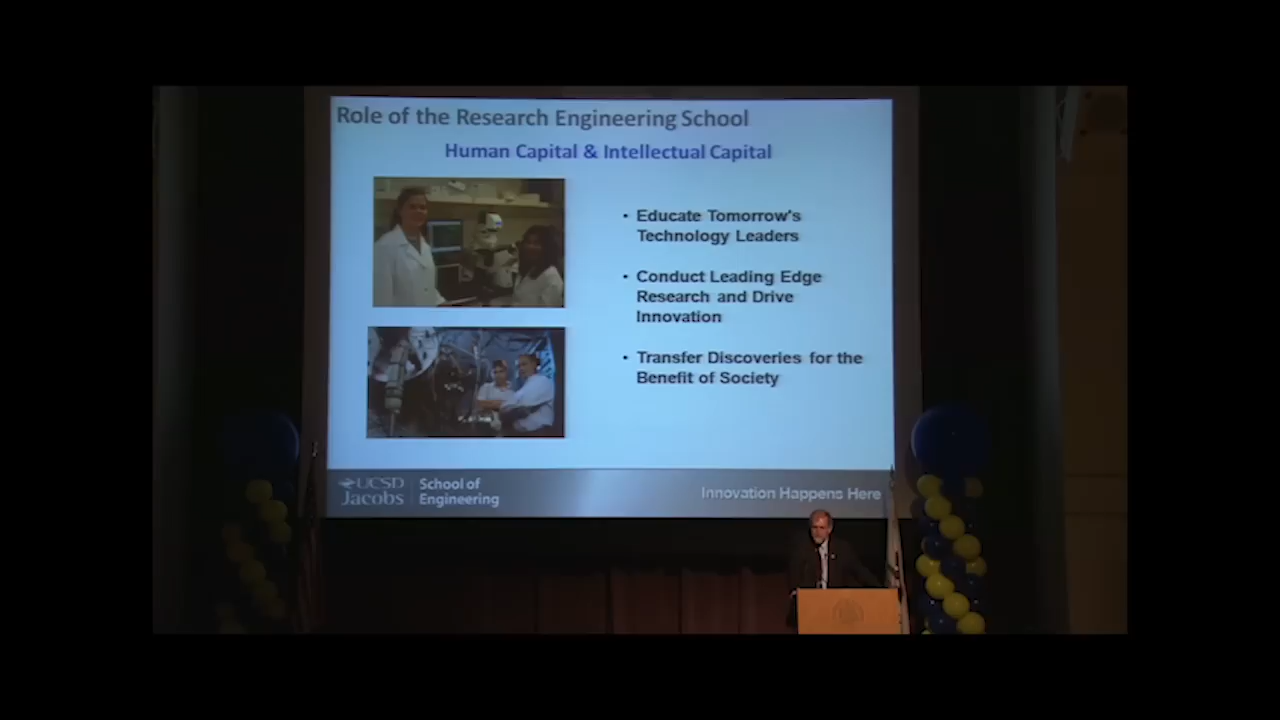 Role of the Research Engineering School
Human Capital & Intellectual Capital
• Educate Tomorrow's
Technology Leaders
• Conduct Leading Edge
Research and Drive
Innovation
• Transfer Discoveries for the
Benefit of Society
UCSD
Jacobs
School of
Engineering
Innovation Happens Here